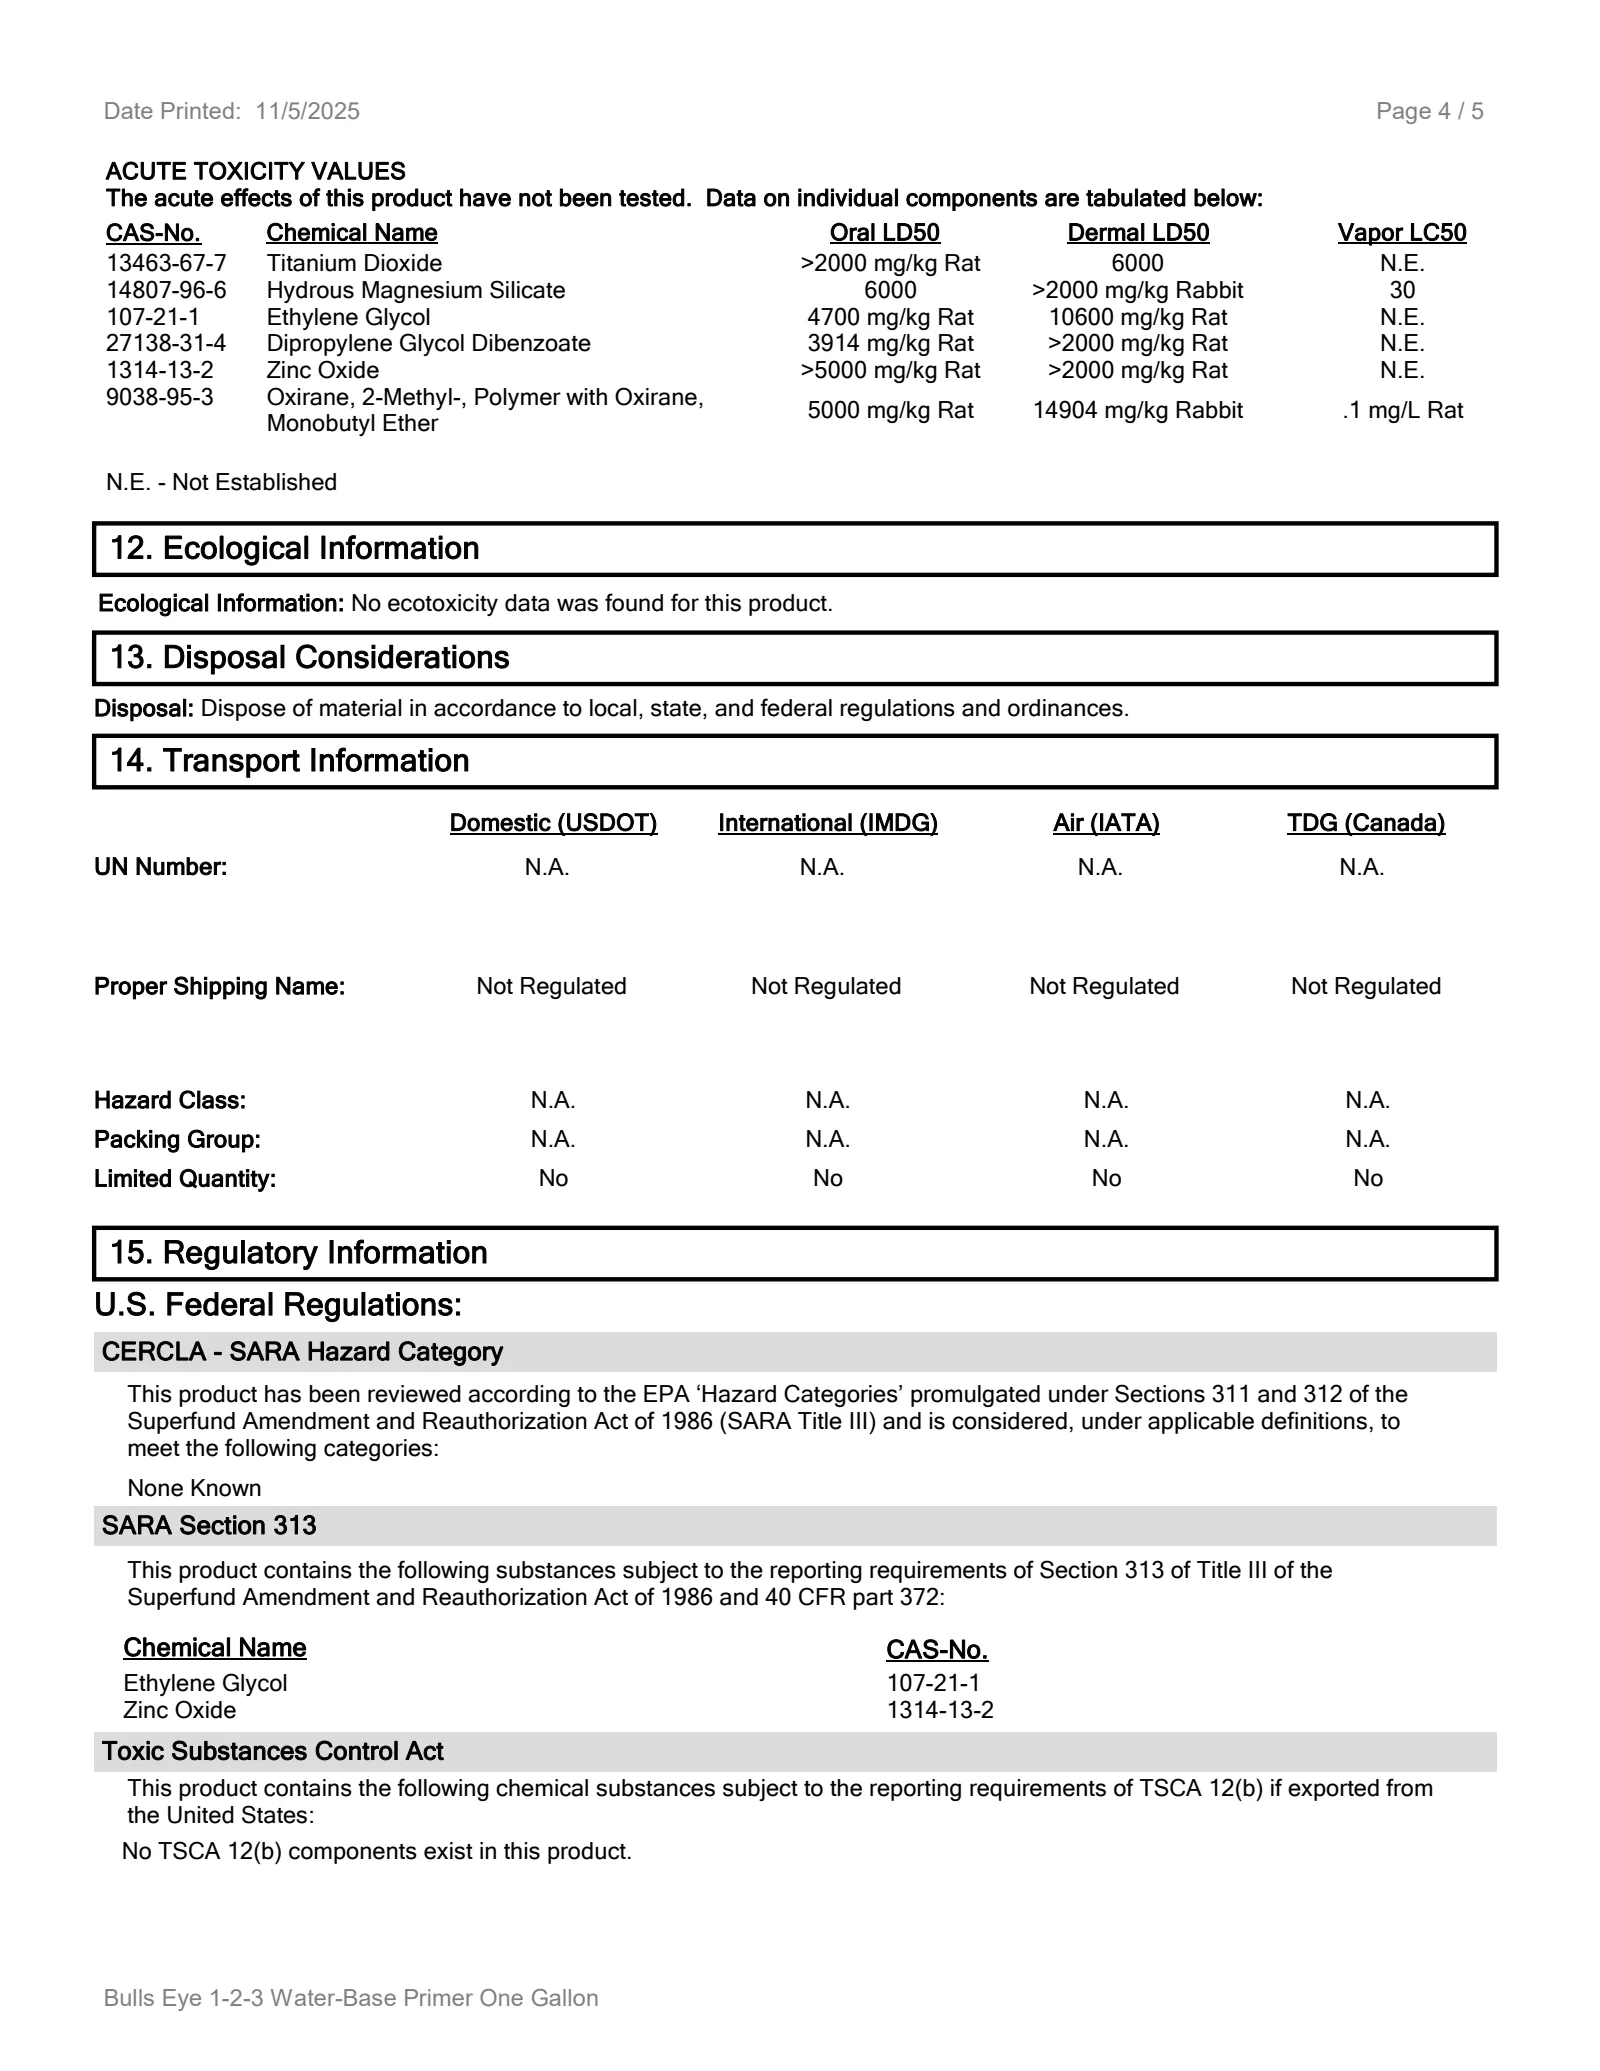 Date Printed: 11/5/2025 Page 4 / 5
ACUTE TOXICITY VALUES
The acute effects of this product have not been tested. Data on individual components are tabulated below:
CAS-No. Chemical Name Oral LD50 Dermal LD50 Vapor LC50
13463-67-7 Titanium Dioxide >2000 mg/kg Rat 6000 N.E.
14807-96-6 Hydrous Magnesium Silicate 6000 >2000 mg/kg Rabbit 30
107-21-1 Ethylene Glycol 4700 mg/kg Rat 10600 mg/kg Rat N.E.
27138-31-4 Dipropylene Glycol Dibenzoate 3914 mg/kg Rat >2000 mg/kg Rat N.E.
1314-13-2 Zinc Oxide >5000 mg/kg Rat >2000 mg/kg Rat N.E.
9038-95-3 Oxirane, 2-Methyl-, Polymer with Oxirane,
Monobutyl Ether 5000 mg/kg Rat 14904 mg/kg Rabbit .1 mg/L Rat
N.E. - Not Established
12. Ecological Information
Ecological Information: No ecotoxicity data was found for this product.
13. Disposal Considerations
Disposal: Dispose of material in accordance to local, state, and federal regulations and ordinances.
14. Transport Information
Domestic (USDOT) International (IMDG) Air (IATA) TDG (Canada)
UN Number: N.A. N.A. N.A. N.A.
Proper Shipping Name: Not Regulated Not Regulated Not Regulated Not Regulated
Hazard Class: N.A. N.A. N.A. N.A.
Packing Group: N.A. N.A. N.A. N.A.
Limited Quantity: No No No No
15. Regulatory Information
U.S. Federal Regulations:
CERCLA - SARA Hazard Category
This product has been reviewed according to the EPA ‘Hazard Categories’ promulgated under Sections 311 and 312 of the
Superfund Amendment and Reauthorization Act of 1986 (SARA Title III) and is considered, under applicable definitions, to
meet the following categories:
None Known
SARA Section 313
This product contains the following substances subject to the reporting requirements of Section 313 of Title III of the
Superfund Amendment and Reauthorization Act of 1986 and 40 CFR part 372:
Chemical Name CAS-No.
Ethylene Glycol 107-21-1
Zinc Oxide 1314-13-2
Toxic Substances Control Act
This product contains the following chemical substances subject to the reporting requirements of TSCA 12(b) if exported from
the United States:
No TSCA 12(b) components exist in this product.
Bulls Eye 1-2-3 Water-Base Primer One Gallon